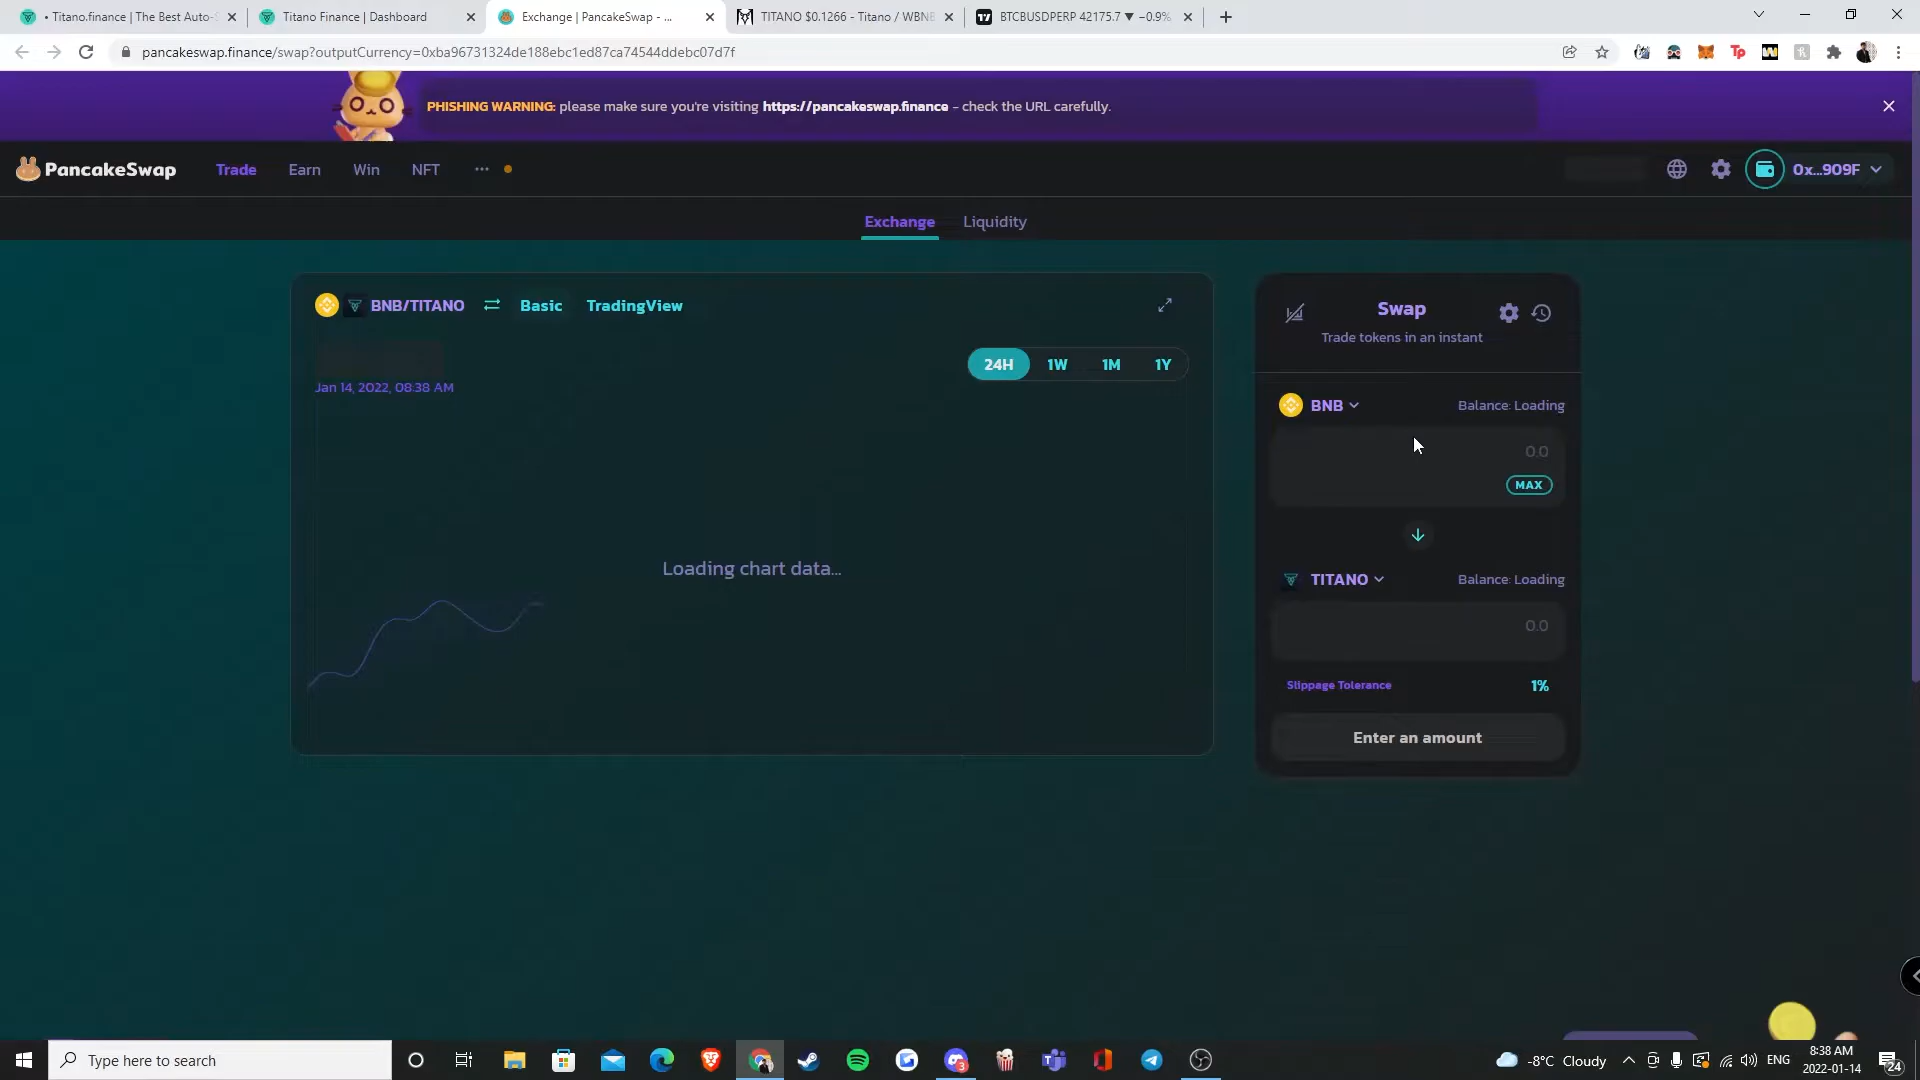 • Titano.finance | The Best Auto-S
Titano Finance | Dashboard
Exchange | PancakeSwap - ...
TITANO $0.1266 - Titano / WBNB
BTCBUSDPERP 42175.7 ▼ −0.9%
pancakeswap.finance/swap?outputCurrency=0xba96731324de188ebc1ed87ca74544ddebc07d7f
PHISHING WARNING: please make sure you're visiting https://pancakeswap.finance - check the URL carefully.
PancakeSwap
Trade
Earn
Win
NFT
0x...909F
Exchange
Liquidity
BNB/TITANO
Basic
TradingView
Jan 14, 2022, 08:38 AM
24H
1W
1M
1Y
Loading chart data...
Swap
Trade tokens in an instant
BNB
Balance: Loading
0.0
MAX
TITANO
Balance: Loading
0.0
Slippage Tolerance
1%
Enter an amount
Type here to search
3
-8°C Cloudy
ENG
8:38 AM
2022-01-14
24